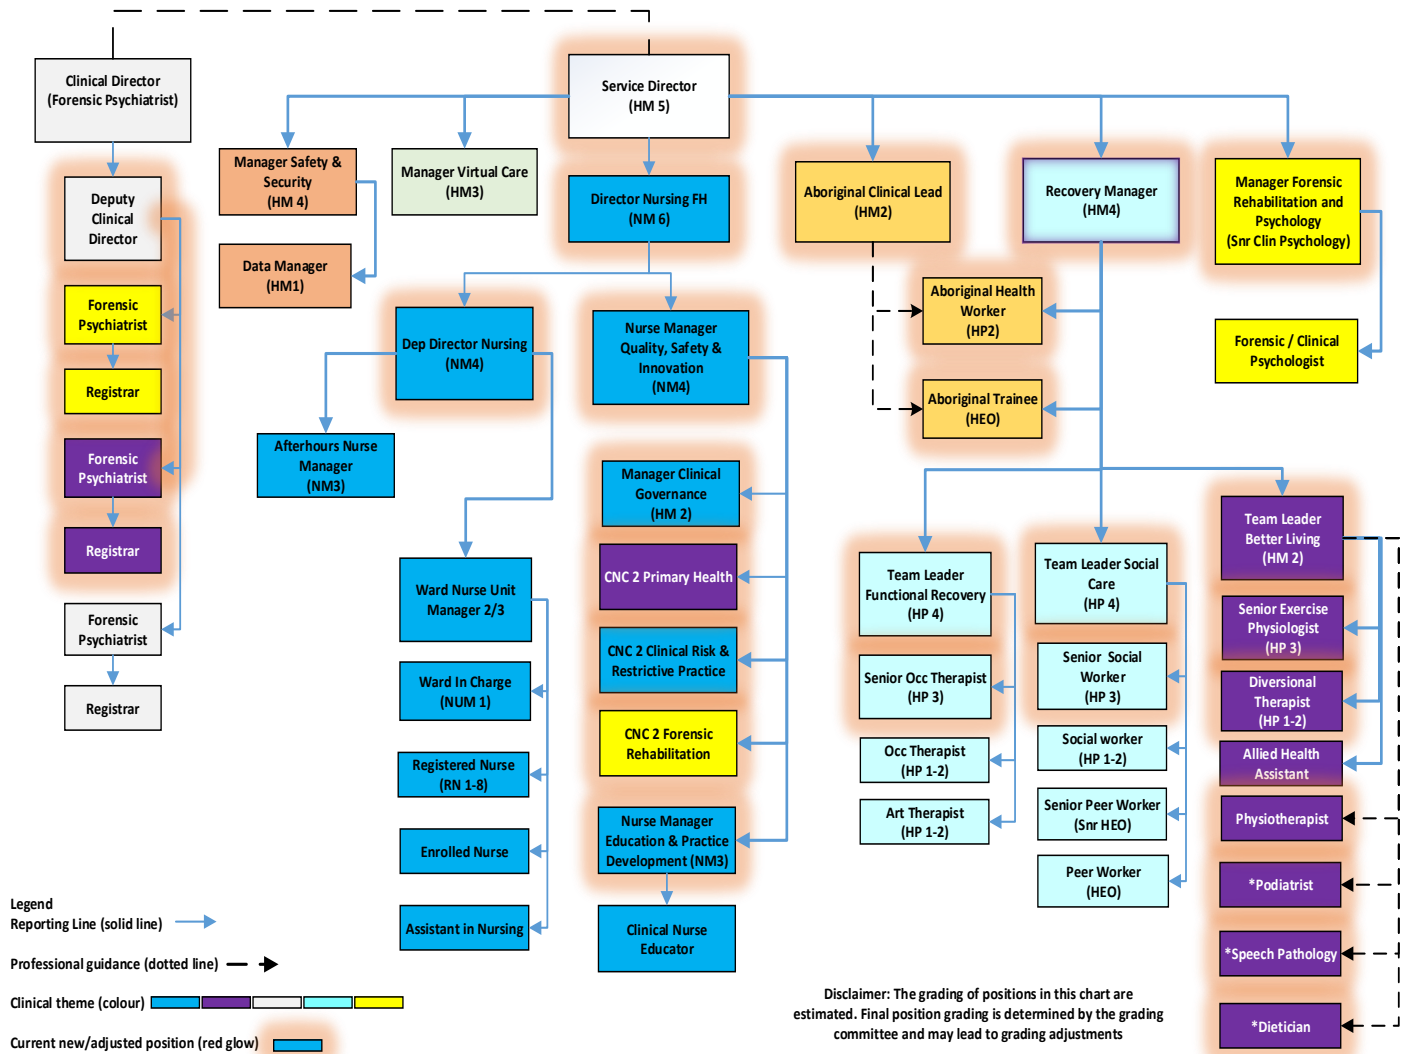 Clinical Director
(Forensic Psychiatrist)
Service Director
(HM 5)
Deputy
Clinical
Director
Manager Safety &
Security
(HM 4)
Manager Virtual Care
(HM3)
Director Nursing FH
(NM 6)
Aboriginal Clinical Lead
(HM2)
Recovery Manager
(HM4)
Manager Forensic
Rehabilitation and
Psychology
(Snr Clin Psychology)
Data Manager
(HM1)
Forensic
Psychiatrist
Registrar
Forensic
Psychiatrist
Registrar
Forensic
Psychiatrist
Registrar
Dep Director Nursing
(NM4)
Nurse Manager
Quality, Safety &
Innovation
(NM4)
Aboriginal Health
Worker
(HP2)
Aboriginal Trainee
(HEO)
Forensic / Clinical
Psychologist
Afterhours Nurse
Manager
(NM3)
Ward Nurse Unit
Manager 2/3
Ward In Charge
(NUM 1)
Registered Nurse
(RN 1-8)
Enrolled Nurse
Assistant in Nursing
Manager Clinical
Governance
(HM 2)
CNC 2 Primary Health
CNC 2 Clinical Risk &
Restrictive Practice
CNC 2 Forensic
Rehabilitation
Nurse Manager
Education & Practice
Development (NM3)
Clinical Nurse
Educator
Team Leader
Functional Recovery
(HP 4)
Senior Occ Therapist
(HP 3)
Occ Therapist
(HP 1-2)
Art Therapist
(HP 1-2)
Team Leader Social
Care
(HP 4)
Senior Social
Worker
(HP 3)
Social worker
(HP 1-2)
Senior Peer Worker
(Snr HEO)
Peer Worker
(HEO)
Team Leader
Better Living
(HM 2)
Senior Exercise
Physiologist
(HP 3)
Diversional
Therapist
(HP 1-2)
Allied Health
Assistant
Physiotherapist
*Podiatrist
*Speech Pathology
*Dietician
Legend
Reporting Line (solid line)
Professional guidance (dotted line)
Clinical theme (colour)
Current new/adjusted position (red glow)
Disclaimer: The grading of positions in this chart are
estimated. Final position grading is determined by the grading
committee and may lead to grading adjustments